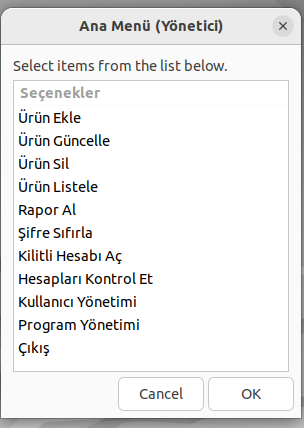 Ana Menü (Yönetici)
Select items from the list below.
Seçenekler
Ürün Ekle
Ürün Güncelle
Ürün Sil
Ürün Listele
Rapor Al
Şifre Sıfırla
Kilitli Hesabı Aç
Hesapları Kontrol Et
Kullanıcı Yönetimi
Program Yönetimi
Çıkış
Cancel OK